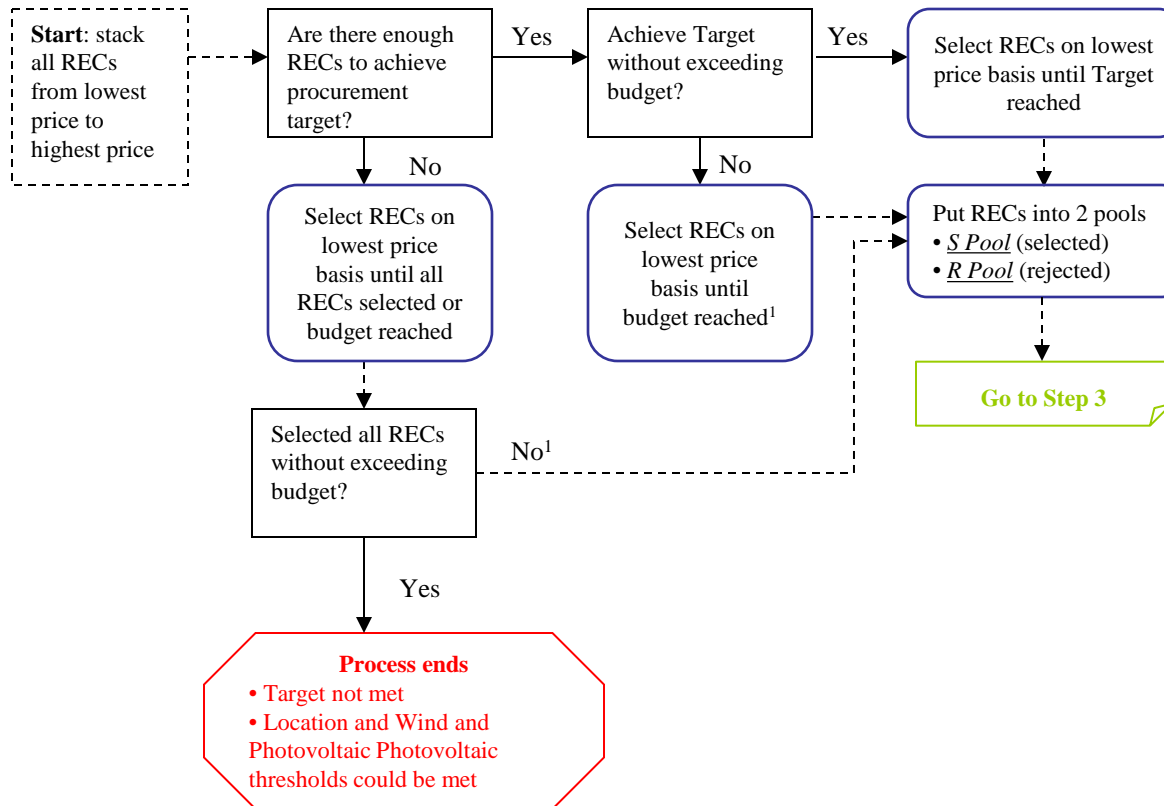 Start: stack
all RECs
from lowest
price to
highest price
Are there enough
RECs to achieve
procurement
target?
Yes
Achieve Target
without exceeding
budget?
Yes
Select RECs on lowest
price basis until Target
reached
No
No
Select RECs on
lowest price
basis until all
RECs selected or
budget reached
Select RECs on
lowest price
basis until
budget reached¹
Put RECs into 2 pools
• S Pool (selected)
• R Pool (rejected)
Go to Step 3
Selected all RECs
without exceeding
budget?
No¹
Yes
Process ends
• Target not met
• Location and Wind and
Photovoltaic Photovoltaic
thresholds could be met